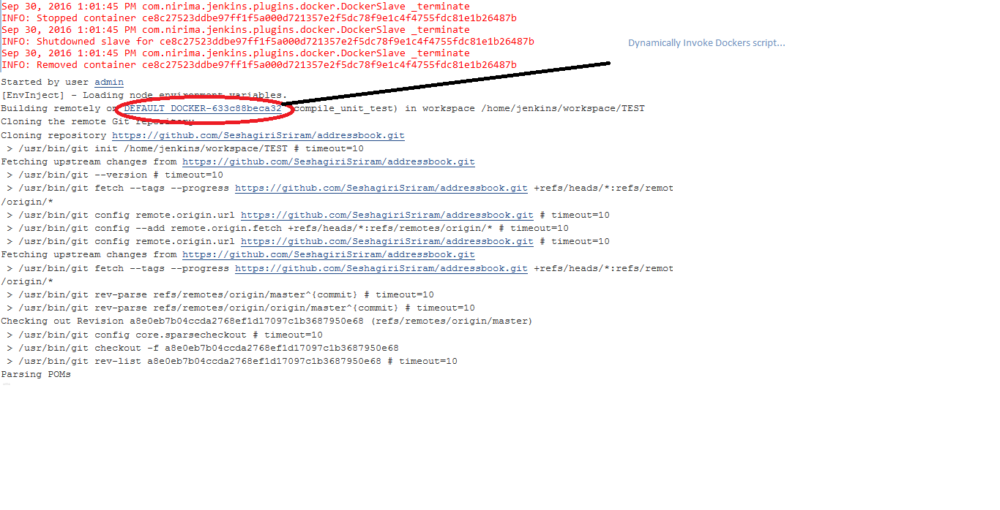 Sep 30, 2016 1:01:45 PM com.nirima.jenkins.plugins.docker.DockerSlave _terminate
INFO: Stopped container ce8c27523ddbe97ff1f5a000d721357e2f5dc78f9e1c4f4755fdc81e1b26487b
Sep 30, 2016 1:01:45 PM com.nirima.jenkins.plugins.docker.DockerSlave _terminate
INFO: Shutdowned slave for ce8c27523ddbe97ff1f5a000d721357e2f5dc78f9e1c4f4755fdc81e1b26487b
Dynamically Invoke Dockers script...
Sep 30, 2016 1:01:45 PM com.nirima.jenkins.plugins.docker.DockerSlave _terminate
INFO: Removed container ce8c27523ddbe97ff1f5a000d721357e2f5dc78f9e1c4f4755fdc81e1b26487b
Started by user admin
[EnvInject] - Loading node environment variables.
Building remotely on DEFAULT DOCKER-633c88beca32 (compile_unit_test) in workspace /home/jenkins/workspace/TEST
Cloning the remote Git repository
Cloning repository https://github.com/SeshagiriSriram/addressbook.git
 > /usr/bin/git init /home/jenkins/workspace/TEST # timeout=10
Fetching upstream changes from https://github.com/SeshagiriSriram/addressbook.git
 > /usr/bin/git --version # timeout=10
 > /usr/bin/git fetch --tags --progress https://github.com/SeshagiriSriram/addressbook.git +refs/heads/*:refs/remot
/origin/*
 > /usr/bin/git config remote.origin.url https://github.com/SeshagiriSriram/addressbook.git # timeout=10
 > /usr/bin/git config --add remote.origin.fetch +refs/heads/*:refs/remotes/origin/* # timeout=10
 > /usr/bin/git config remote.origin.url https://github.com/SeshagiriSriram/addressbook.git # timeout=10
Fetching upstream changes from https://github.com/SeshagiriSriram/addressbook.git
 > /usr/bin/git fetch --tags --progress https://github.com/SeshagiriSriram/addressbook.git +refs/heads/*:refs/remot
/origin/*
 > /usr/bin/git rev-parse refs/remotes/origin/master^{commit} # timeout=10
 > /usr/bin/git rev-parse refs/remotes/origin/origin/master^{commit} # timeout=10
Checking out Revision a8e0eb7b04ccda2768ef1d17097c1b3687950e68 (refs/remotes/origin/master)
 > /usr/bin/git config core.sparsecheckout # timeout=10
 > /usr/bin/git checkout -f a8e0eb7b04ccda2768ef1d17097c1b3687950e68
 > /usr/bin/git rev-list a8e0eb7b04ccda2768ef1d17097c1b3687950e68 # timeout=10
Parsing POMs